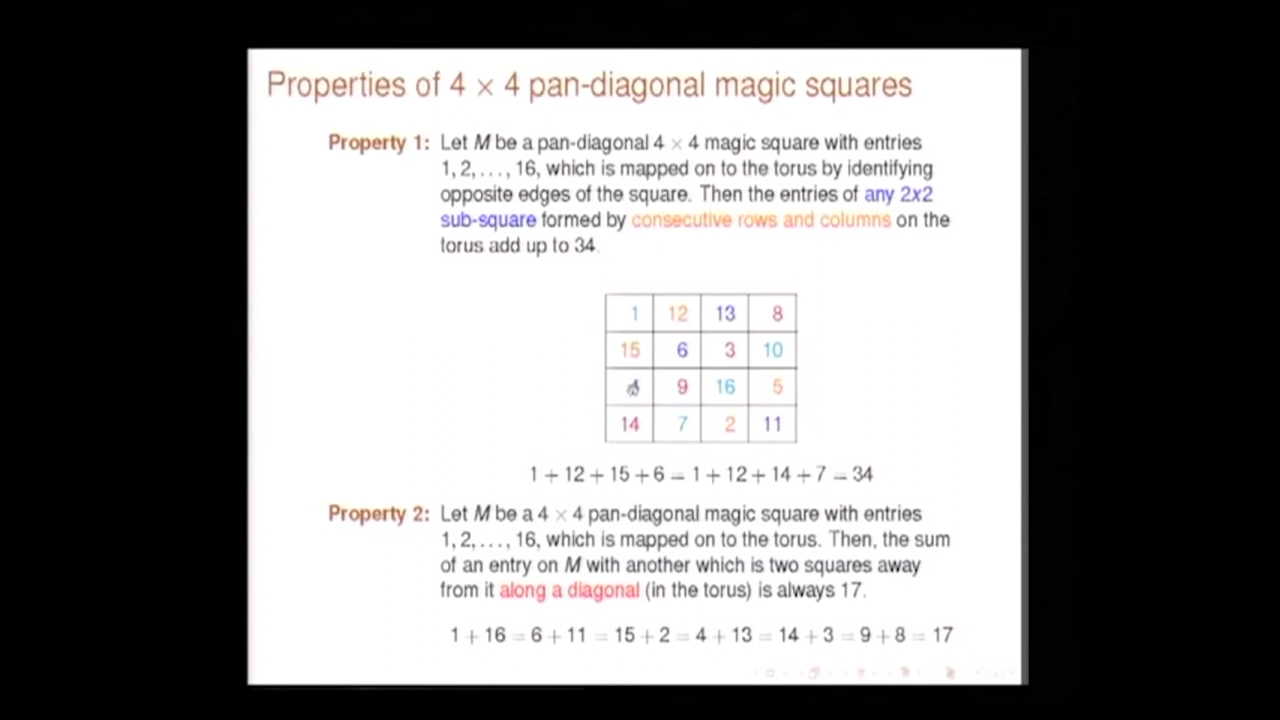 Properties of 4 × 4 pan-diagonal magic squares
Property 1: Let M be a pan-diagonal 4 × 4 magic square with entries
1, 2, . . . , 16, which is mapped on to the torus by identifying
opposite edges of the square. Then the entries of any 2x2
sub-square formed by consecutive rows and columns on the
torus add up to 34.
1 12 13 8
15 6 3 10
4 9 16 5
14 7 2 11
1 + 12 + 15 + 6 = 1 + 12 + 14 + 7 = 34
Property 2: Let M be a 4 × 4 pan-diagonal magic square with entries
1, 2, . . . , 16, which is mapped on to the torus. Then, the sum
of an entry on M with another which is two squares away
from it along a diagonal (in the torus) is always 17.
1 + 16 = 6 + 11 = 15 + 2 = 4 + 13 = 14 + 3 = 9 + 8 = 17